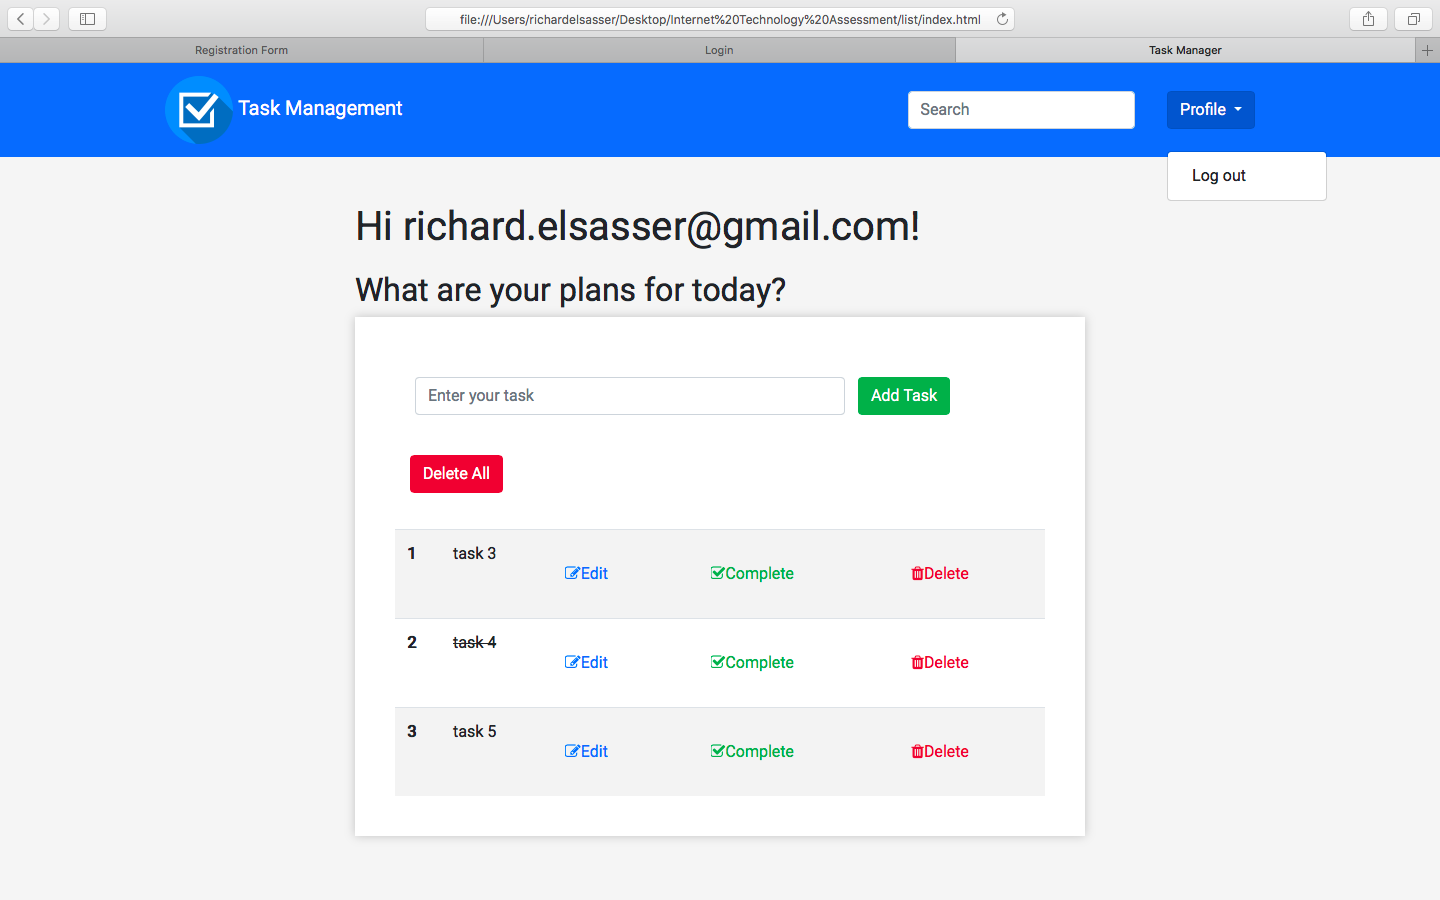 file:///Users/richardelsasser/Desktop/Internet%20Technology%20Assessment/list/index.html
Registration Form Login Task Manager
Task Management Search Profile
Log out
Hi richard.elsasser@gmail.com!
What are your plans for today?
Enter your task Add Task
Delete All
1 task 3
Edit Complete Delete
2 task 4
Edit Complete Delete
3 task 5
Edit Complete Delete